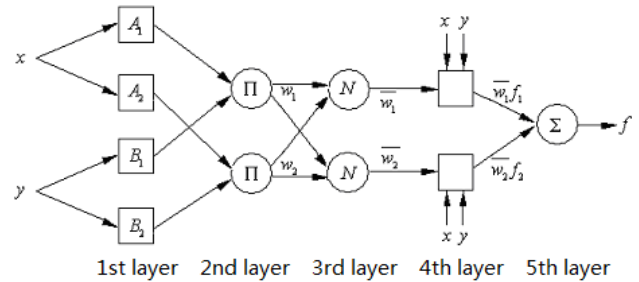 x y
A₁
x
A₂
Π w₁ N w̅₁ w̅₁f₁
Σ f
B₁
y
Π w₂ N w̅₂ w̅₂f₂
B₂
x y
1st layer 2nd layer 3rd layer 4th layer 5th layer